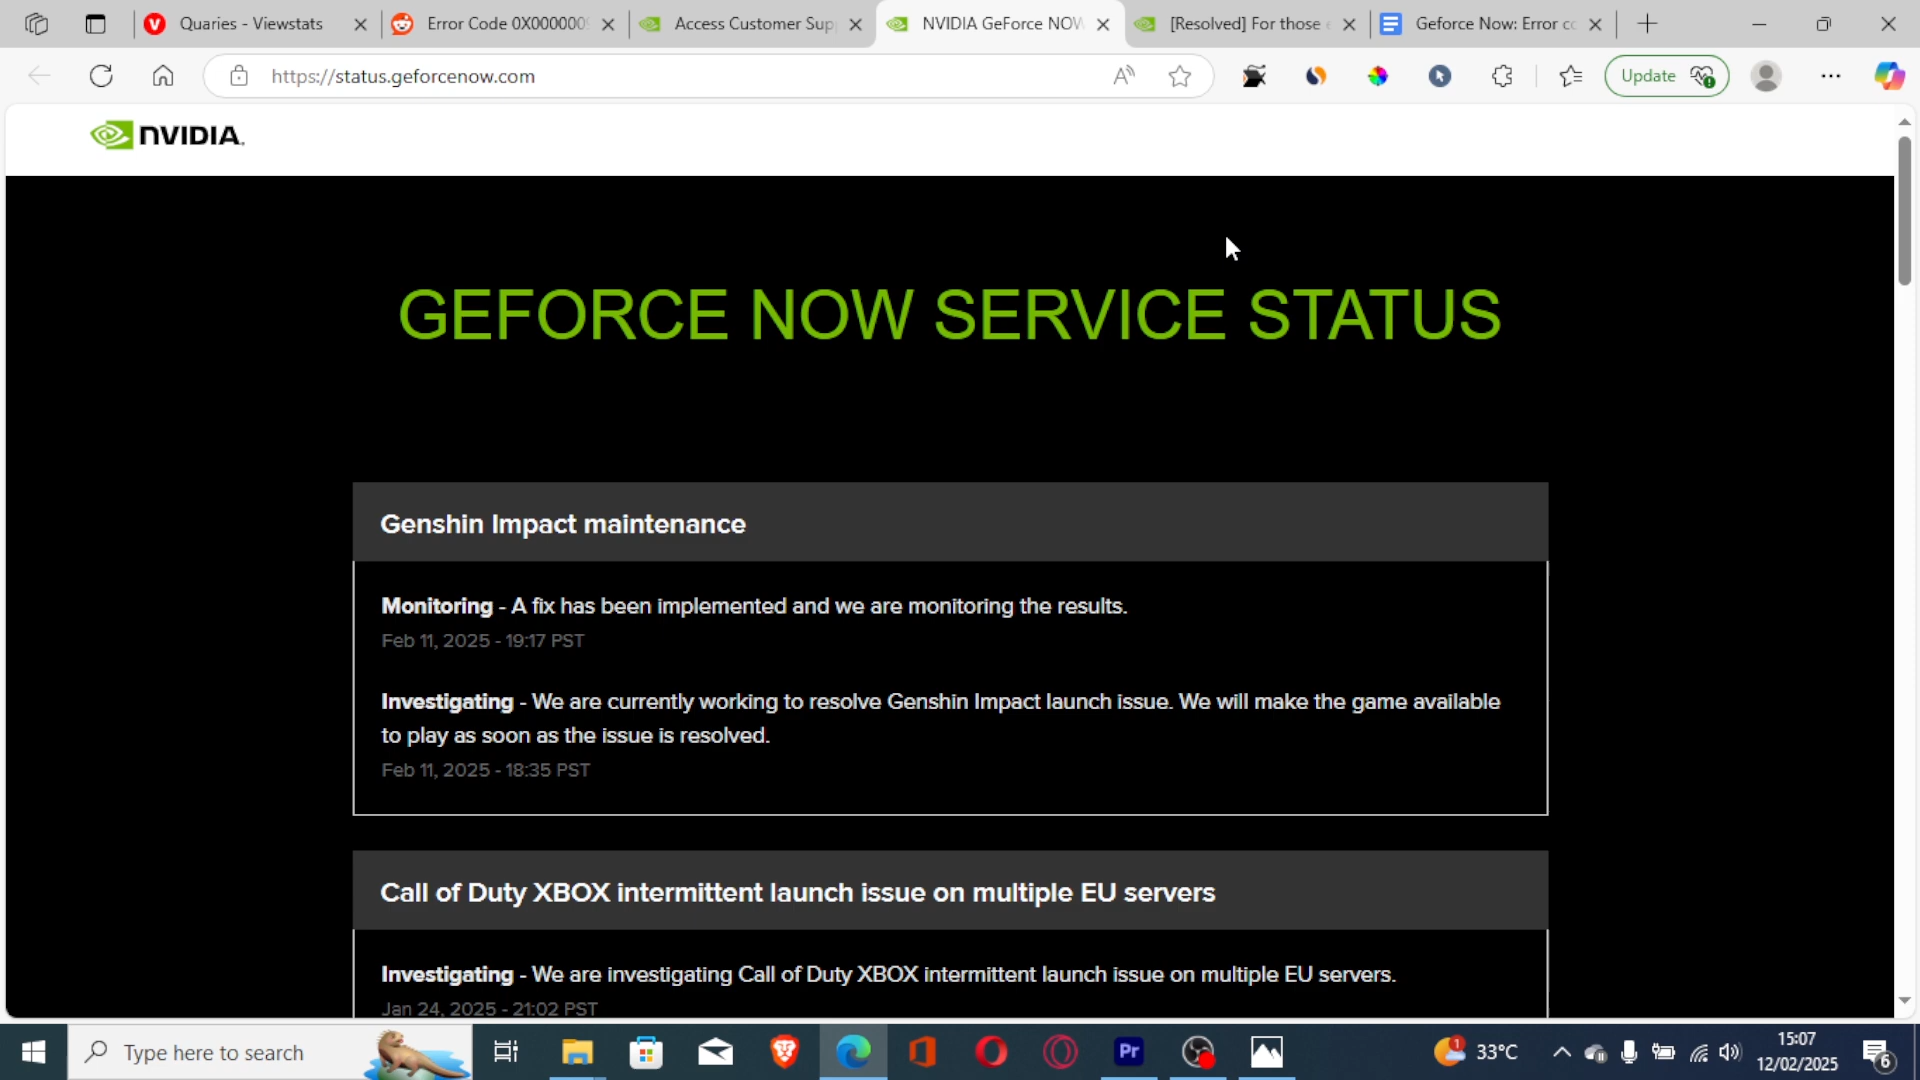 Quaries - Viewstats
Error Code 0X0000009
Access Customer Sup
NVIDIA GeForce NOW
[Resolved] For those e
Geforce Now: Error cc
https://status.geforcenow.com
Update
NVIDIA.
GEFORCE NOW SERVICE STATUS
Genshin Impact maintenance
Monitoring - A fix has been implemented and we are monitoring the results.
Feb 11, 2025 - 19:17 PST
Investigating - We are currently working to resolve Genshin Impact launch issue. We will make the game available
to play as soon as the issue is resolved.
Feb 11, 2025 - 18:35 PST
Call of Duty XBOX intermittent launch issue on multiple EU servers
Investigating - We are investigating Call of Duty XBOX intermittent launch issue on multiple EU servers.
Jan 24, 2025 - 21:02 PST
Type here to search
Pr
1
33°C
15:07
12/02/2025
6